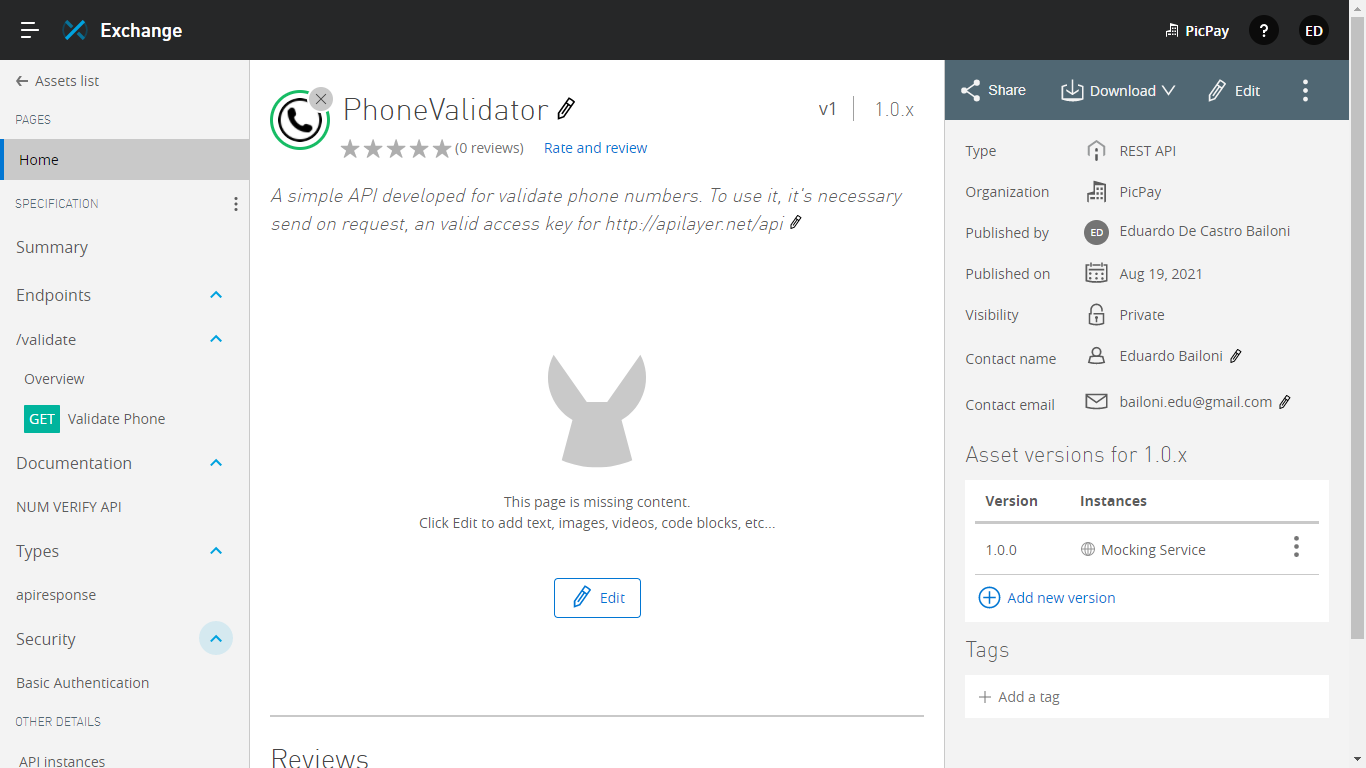 Exchange
PicPay
?
ED
Assets list
PAGES
Home
SPECIFICATION
Summary
Endpoints
/validate
Overview
GET Validate Phone
Documentation
NUM VERIFY API
Types
apiresponse
Security
Basic Authentication
OTHER DETAILS
API instances
PhoneValidator
v1 1.0.x
(0 reviews) Rate and review
A simple API developed for validate phone numbers. To use it, it's necessary
send on request, an valid access key for http://apilayer.net/api
This page is missing content.
Click Edit to add text, images, videos, code blocks, etc...
Edit
Reviews
Share Download Edit
Type REST API
Organization PicPay
Published by ED Eduardo De Castro Bailoni
Published on Aug 19, 2021
Visibility Private
Contact name Eduardo Bailoni
Contact email bailoni.edu@gmail.com
Asset versions for 1.0.x
Version Instances
1.0.0 Mocking Service
Add new version
Tags
Add a tag